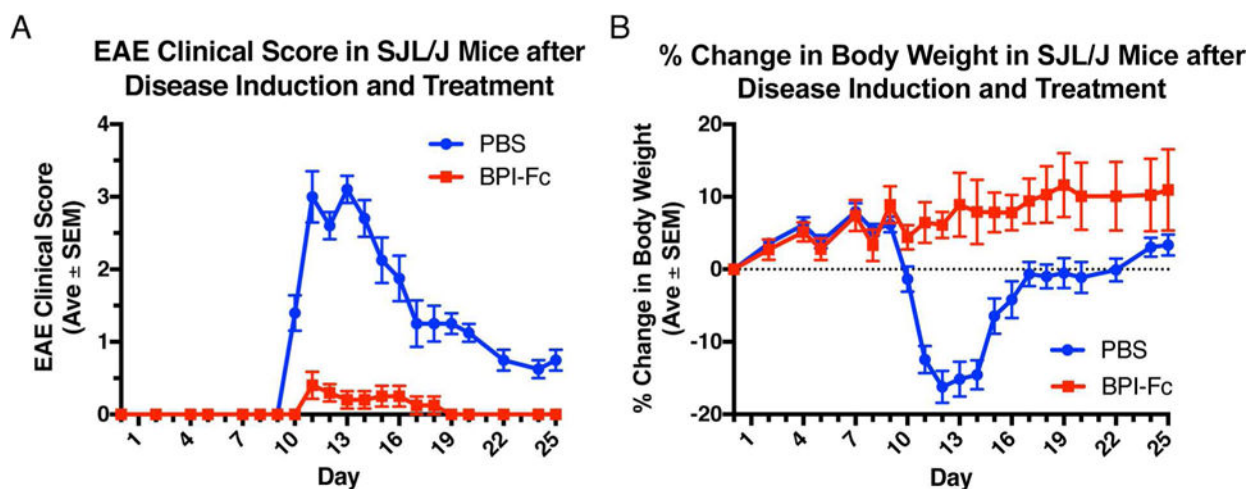 A
EAE Clinical Score in SJL/J Mice after
Disease Induction and Treatment
EAE Clinical Score
(Ave ± SEM)
4
3
2
1
0
PBS
BPI-Fc
1 4 7 10 13 16 19 22 25
Day
B
% Change in Body Weight in SJL/J Mice after
Disease Induction and Treatment
% Change in Body Weight
(Ave ± SEM)
20
10
0
-10
-20
PBS
BPI-Fc
1 4 7 10 13 16 19 22 25
Day